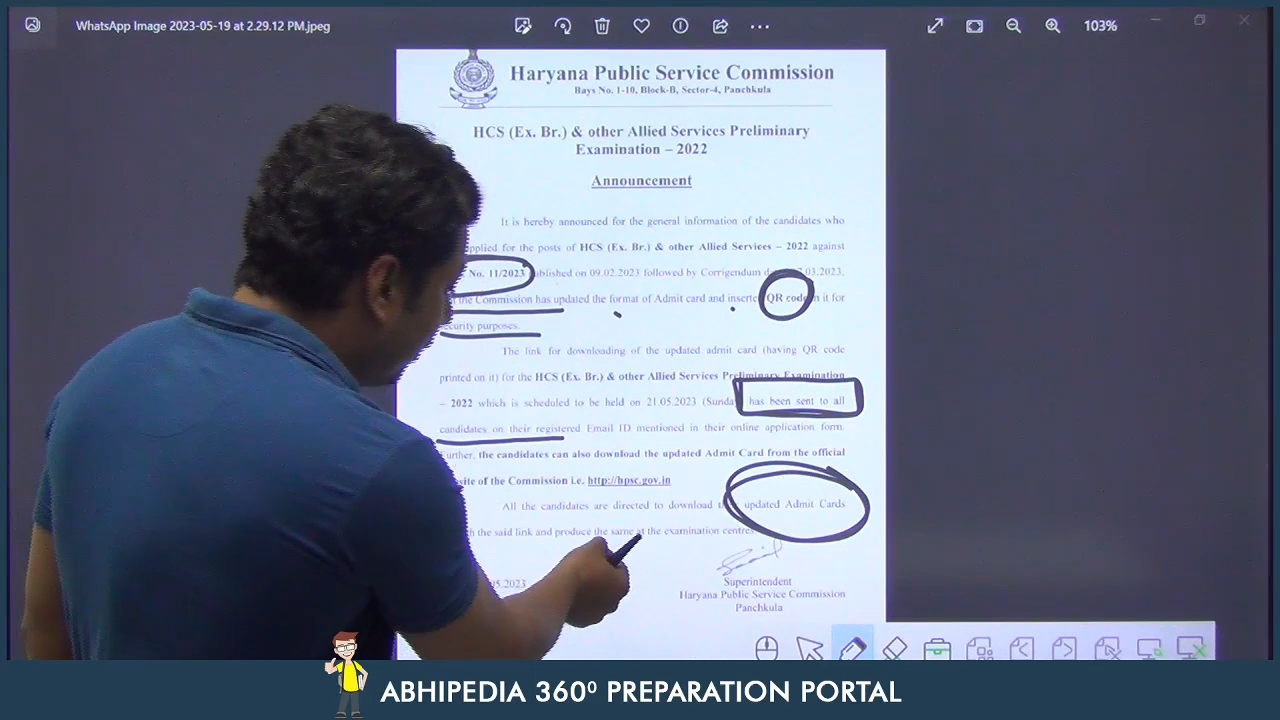 WhatsApp Image 2023-05-19 at 2.29.12 PM.jpeg
103%
Haryana Public Service Commission
Bays No. 1-10, Block-B, Sector-4, Panchkula
HCS (Ex. Br.) & other Allied Services Preliminary
Examination – 2022
Announcement
It is hereby announced for the general information of the candidates who
pplied for the posts of HCS (Ex. Br.) & other Allied Services – 2022 against
No. 11/2023 published on 09.02.2023 followed by Corrigendum 7.03.2023,
the Commission has updated the format of Admit card and inserted QR code n it for
ecurity purposes.
The link for downloading of the updated admit card (having QR code
printed on it) for the HCS (Ex. Br.) & other Allied Services Preliminary Examination
– 2022 which is scheduled to be held on 21.05.2023 (Sunday has been sent to all
candidates on their registered Email ID mentioned in their online application form.
Further, the candidates can also download the updated Admit Card from the official
site of the Commission i.e. http://hpsc.gov.in
All the candidates are directed to download updated Admit Cards
the said link and produce the same at the examination centre
05.2023
Superintendent
Haryana Public Service Commission
Panchkula
ABHIPEDIA 360⁰ PREPARATION PORTAL